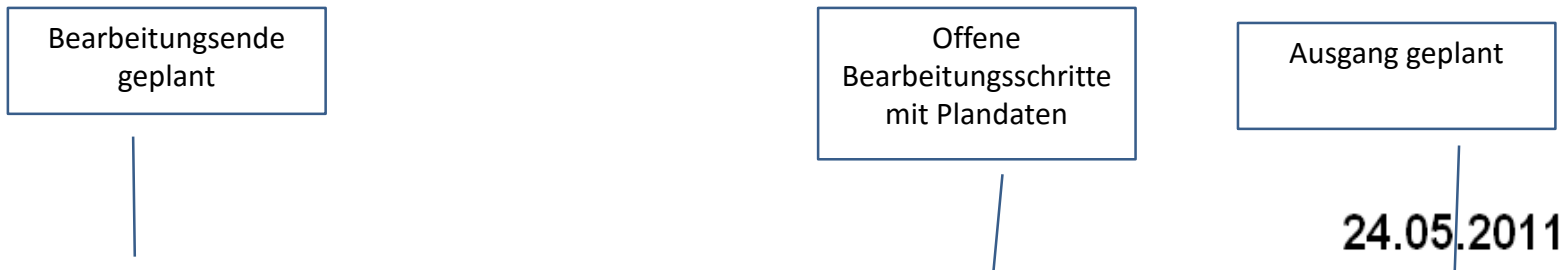 Bearbeitungsende
geplant
Offene
Bearbeitungsschritte
mit Plandaten
Ausgang geplant
24.05.2011